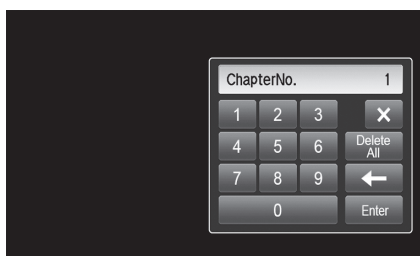 ChapterNo. 1
1 2 3 ×
4 5 6 Delete All
7 8 9 ←
0 Enter